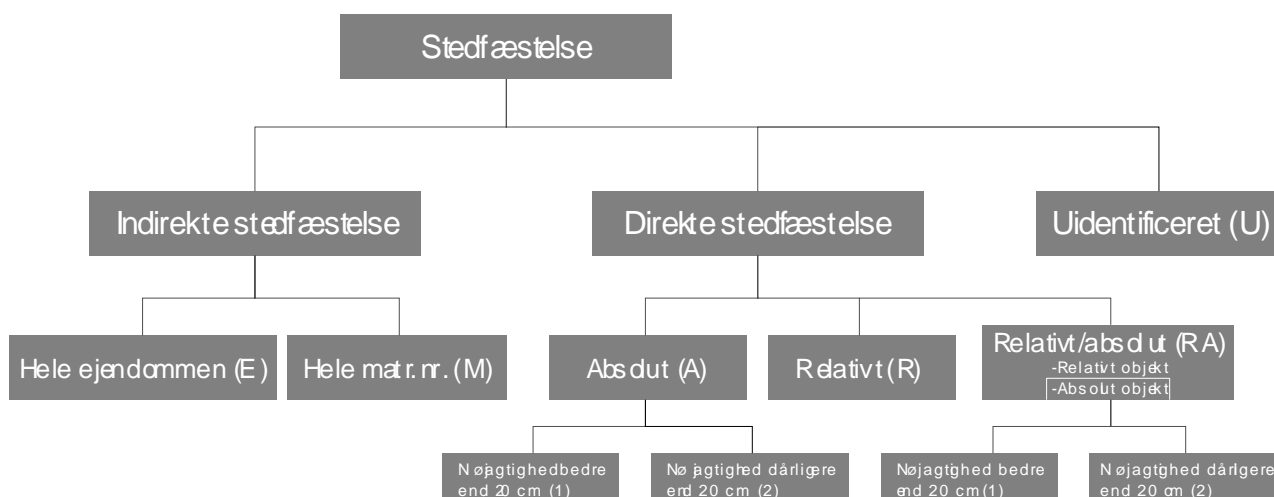 Stedfæstelse
Indirekte stedfæstelse
Direkte stedfæstelse
Uidentificeret (U)
Hele ejendommen (E)
Hele matr.nr. (M)
Absolut (A)
Relativt (R)
Relativt/absolut (RA)
-Relativt objekt
-Absolut objekt
Nøjagtighed bedre
end 20 cm (1)
Nøjagtighed dårligere
end 20 cm (2)
Nøjagtighed bedre
end 20 cm (1)
Nøjagtighed dårligere
end 20 cm (2)